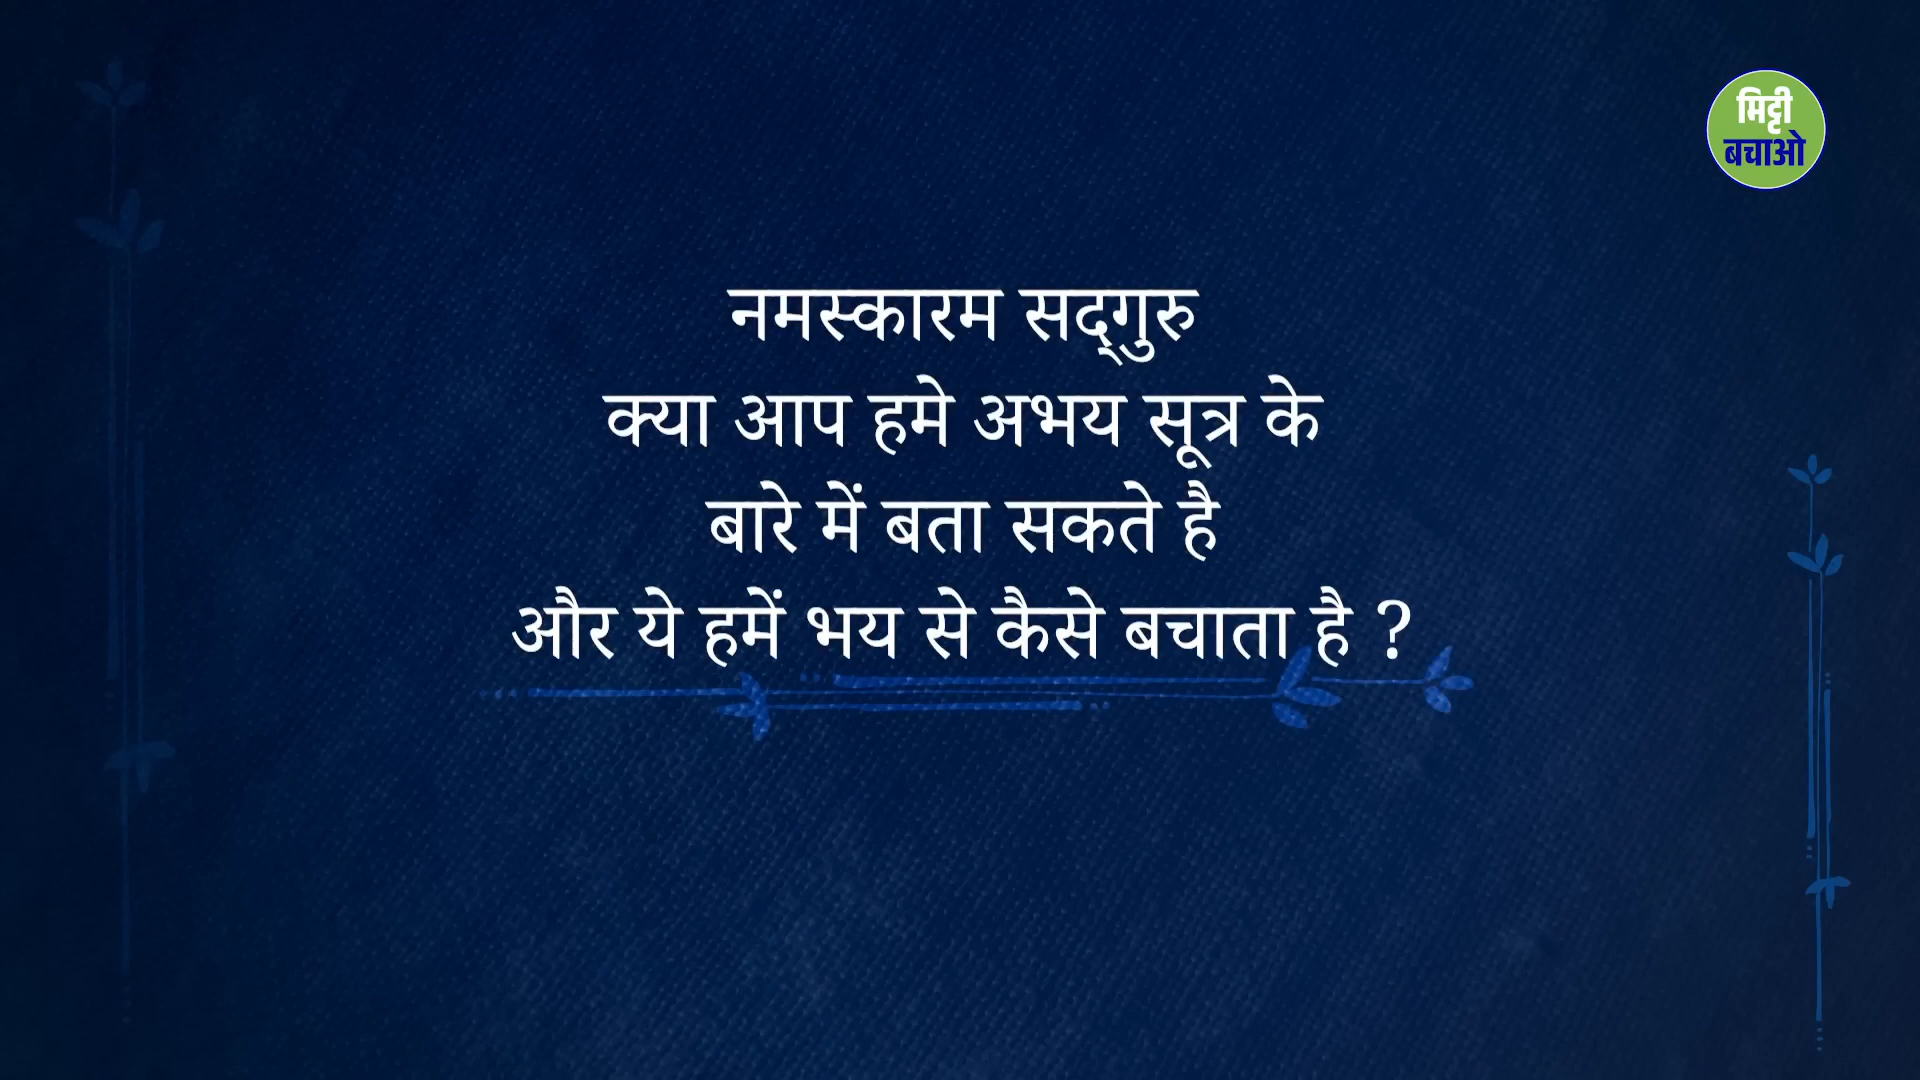 मिट्टी
बचाओ
नमस्कारम सद्‌गुरु
क्या आप हमे अभय सूत्र के
बारे में बता सकते है
और ये हमें भय से कैसे बचाता है ?